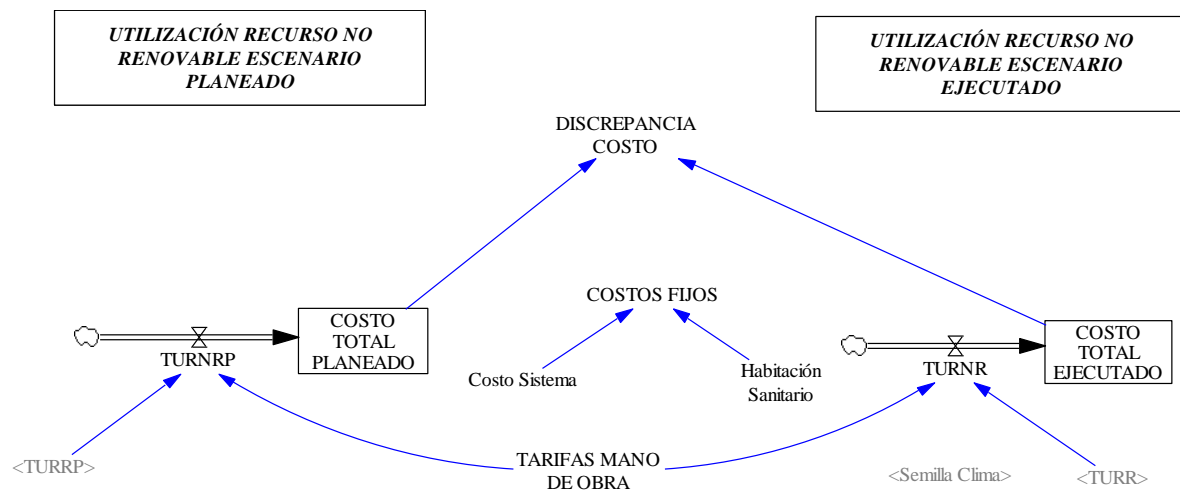 UTILIZACIÓN RECURSO NO
RENOVABLE ESCENARIO
PLANEADO
UTILIZACIÓN RECURSO NO
RENOVABLE ESCENARIO
EJECUTADO
DISCREPANCIA
COSTO
COSTOS FIJOS
COSTO
TOTAL
PLANEADO
TURNRP
COSTO
TOTAL
EJECUTADO
TURNR
Costo Sistema
Habitación
Sanitario
<TURRP>
TARIFAS MANO
DE OBRA
<Semilla Clima>
<TURR>